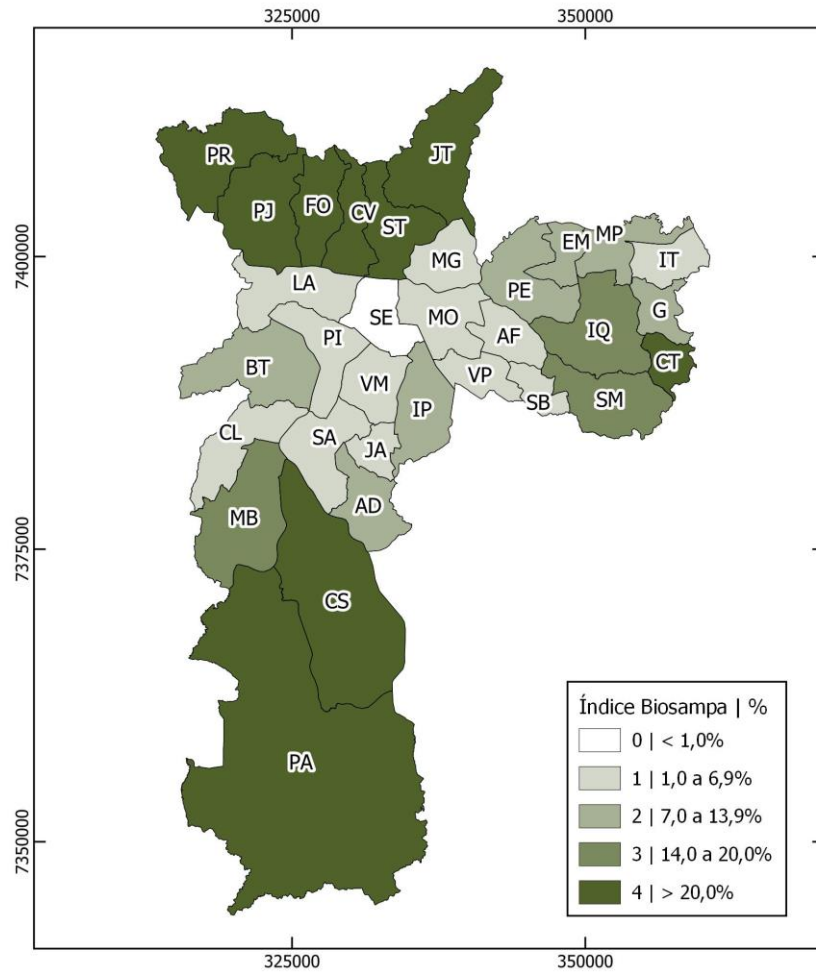 325000 350000
PR
JT
PJ
FO
CV
ST
7400000
MG
EM
MP
IT
LA
PE
G
SE
MO
AF
IQ
PI
CT
BT
VM
VP
SM
SB
IP
CL
SA
JA
AD
MB
7375000
CS
PA
Índice Biosampa | %
0 | < 1,0%
1 | 1,0 a 6,9%
2 | 7,0 a 13,9%
3 | 14,0 a 20,0%
4 | > 20,0%
7350000
325000 350000